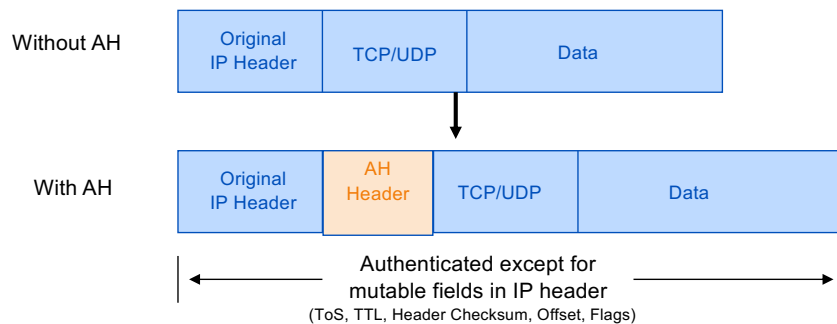 Without AH
Original
IP Header
TCP/UDP
Data
With AH
Original
IP Header
AH
Header
TCP/UDP
Data
Authenticated except for
mutable fields in IP header
(ToS, TTL, Header Checksum, Offset, Flags)